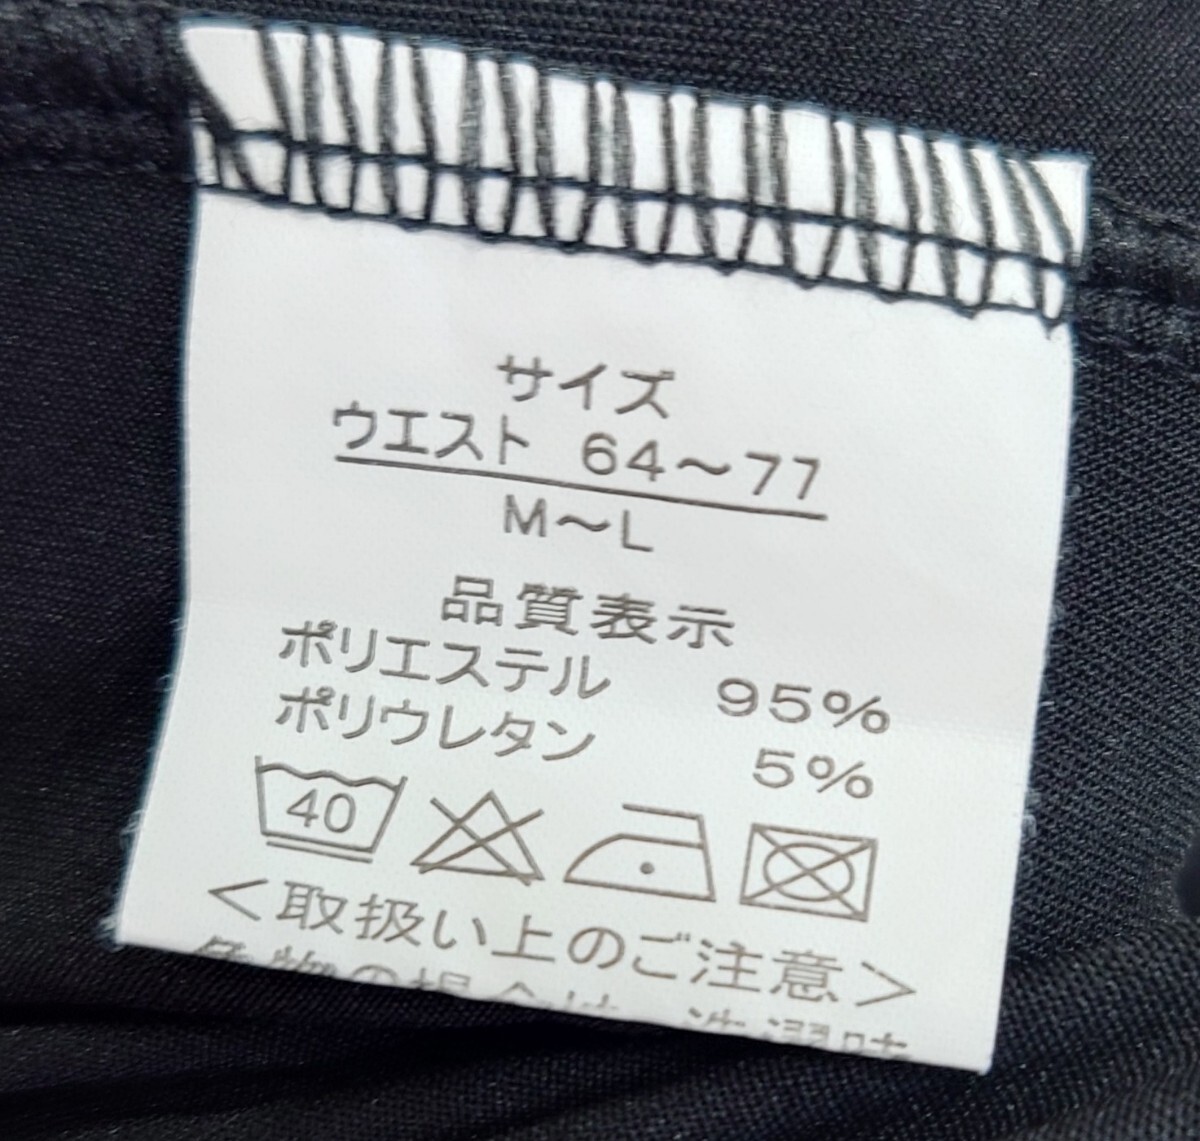 サイズ
ウエスト 64～77
M～L
品質表示
ポリエステル 95%
ポリウレタン 5%
40
＜取扱い上のご注意＞